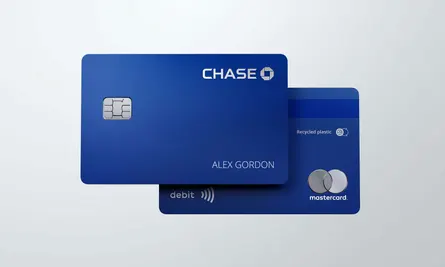 CHASE
ALEX GORDON
Recycled plastic
debit
mastercard.